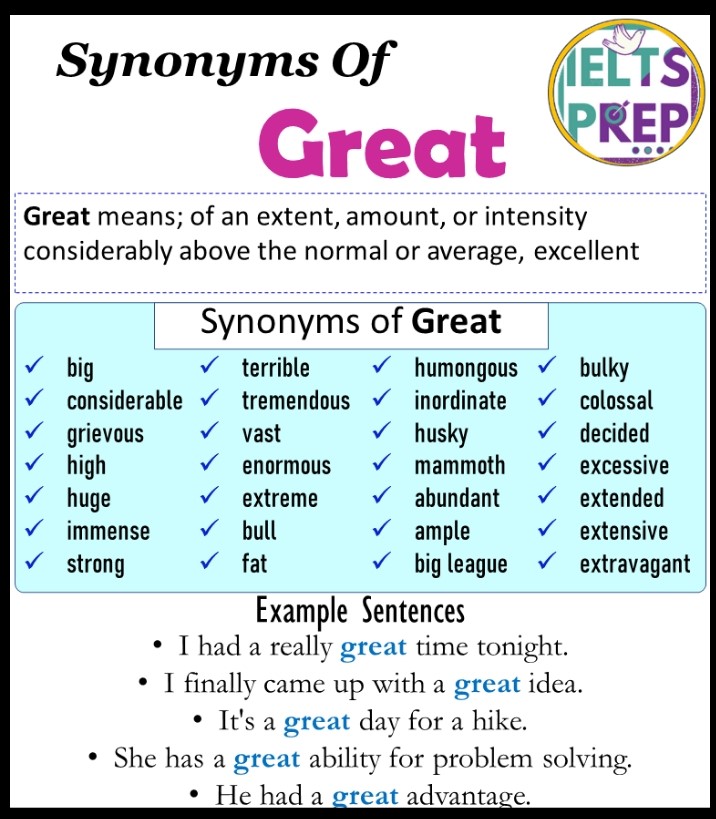 Synonyms Of
IELTS
PREP
Great
Great means; of an extent, amount, or intensity
considerably above the normal or average, excellent
Synonyms of Great
big terrible humongous bulky
considerable tremendous inordinate colossal
grievous vast husky decided
high enormous mammoth excessive
huge extreme abundant extended
immense bull ample extensive
strong fat big league extravagant
Example Sentences
• I had a really great time tonight.
• I finally came up with a great idea.
• It's a great day for a hike.
• She has a great ability for problem solving.
• He had a great advantage.